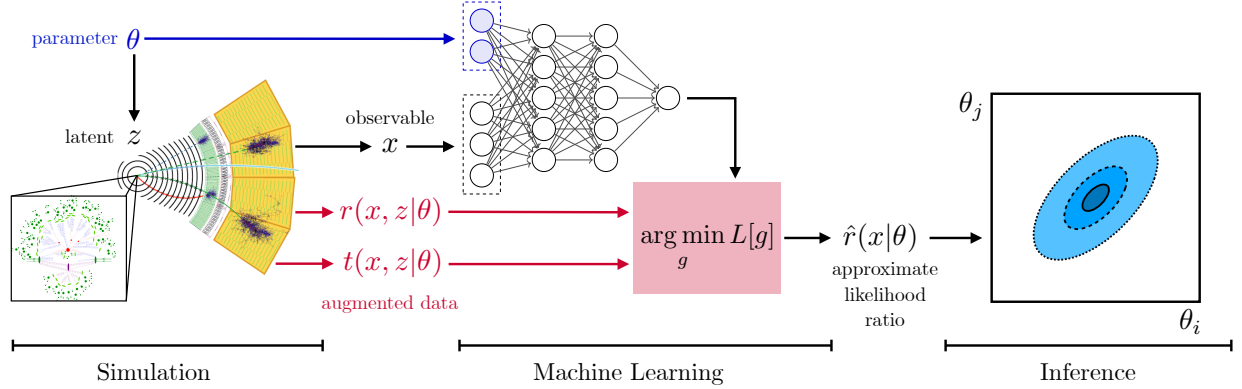 parameter θ
latent z
observable
x
r(x, z|θ)
t(x, z|θ)
augmented data
arg min L[g]
g
r̂(x|θ)
approximate
likelihood
ratio
θⱼ
θᵢ
Simulation
Machine Learning
Inference